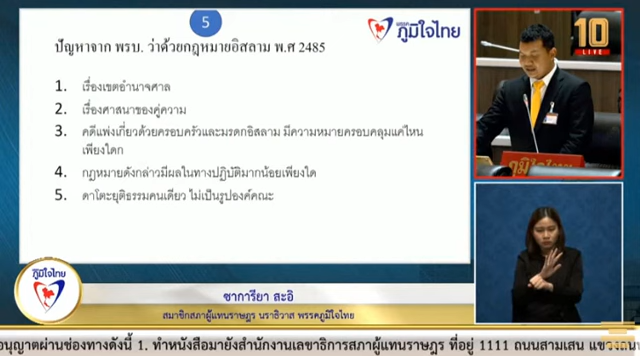 5
ปัญหาจาก พรบ. ว่าด้วยกฎหมายอิสลาม พ.ศ 2485
พรรค
ภูมิใจไทย
10
LIVE
1. เรื่องเขตอำนาจศาล
2. เรื่องศาสนาของคู่ความ
3. คดีแพ่งเกี่ยวด้วยครอบครัวและมรดกอิสลาม มีความหมายครอบคลุมแค่ไหน
เพียงใดก
4. กฎหมายดังกล่าวมีผลในทางปฏิบัติมากน้อยเพียงใด
5. ดาโต๊ะยุติธรรมคนเดียว ไม่เป็นรูปองค์คณะ
ภูมิใจไทย
ภูมิใจไทย
ซาการียา สะอิ
สมาชิกสภาผู้แทนราษฎร นราธิวาส พรรคภูมิใจไทย
อนุญาตผ่านช่องทางดังนี้ 1. ทำหนังสือมายังสำนักงานเลขาธิการสภาผู้แทนราษฎร ที่อยู่ 1111 ถนนสามเสน แขวงถนน